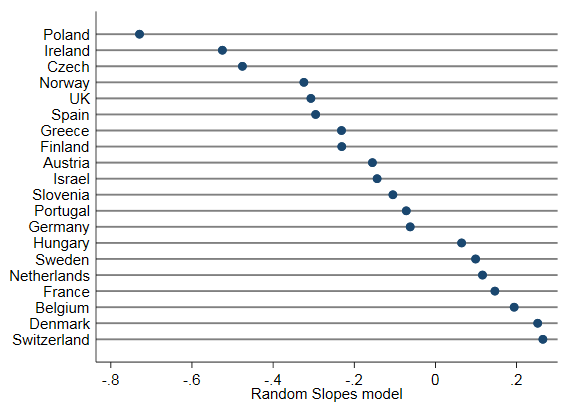 Poland
Ireland
Czech
Norway
UK
Spain
Greece
Finland
Austria
Israel
Slovenia
Portugal
Germany
Hungary
Sweden
Netherlands
France
Belgium
Denmark
Switzerland
-.8 -.6 -.4 -.2 0 .2
Random Slopes model